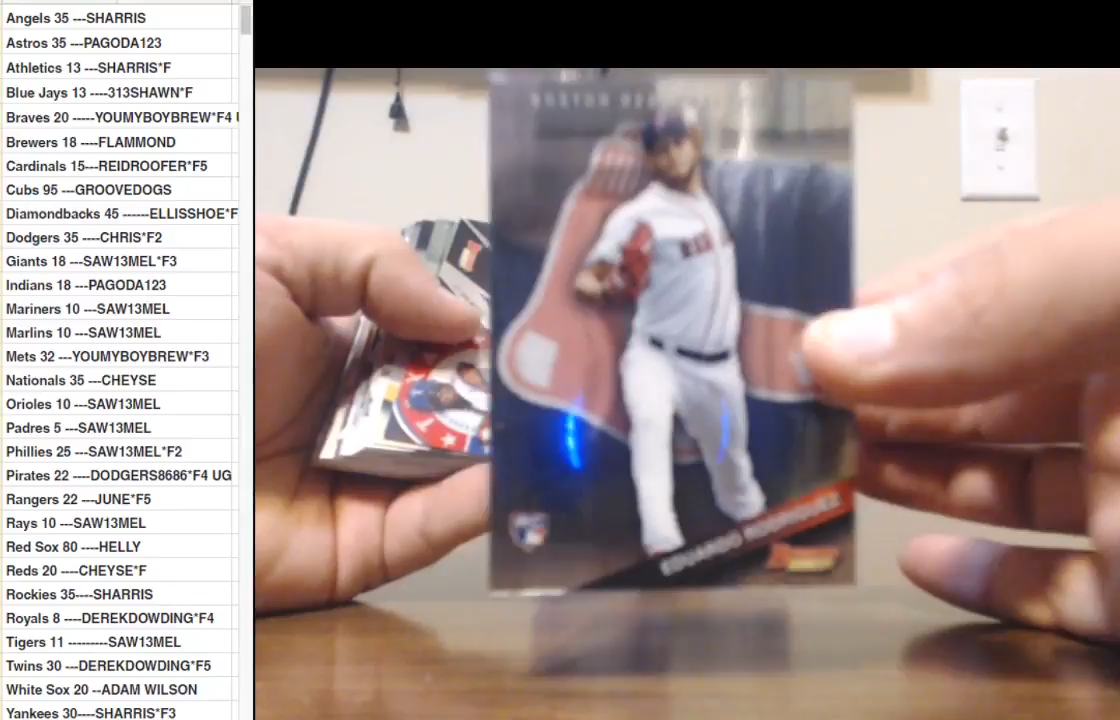 Angels 35 ---SHARRIS
Astros 35 ---PAGODA123
Athletics 13 ---SHARRIS*F
Blue Jays 13 ----313SHAWN*F
Braves 20 -----YOUMYBOYBREW*F4 U
Brewers 18 ----FLAMMOND
Cardinals 15---REIDROOFER*F5
Cubs 95 ---GROOVEDOGS
Diamondbacks 45 ------ELLISSHOE*F
Dodgers 35 ----CHRIS*F2
Giants 18 ---SAW13MEL*F3
Indians 18 ---PAGODA123
Mariners 10 ---SAW13MEL
Marlins 10 ---SAW13MEL
Mets 32 ---YOUMYBOYBREW*F3
Nationals 35 ---CHEYSE
Orioles 10 ---SAW13MEL
Padres 5 ---SAW13MEL
Phillies 25 ---SAW13MEL*F2
Pirates 22 ----DODGERS8686*F4 UG
Rangers 22 ---JUNE*F5
Rays 10 ---SAW13MEL
Red Sox 80 ----HELLY
Reds 20 ----CHEYSE*F
Rockies 35----SHARRIS
Royals 8 ----DEREKDOWDING*F4
Tigers 11 ---------SAW13MEL
Twins 30 ---DEREKDOWDING*F5
White Sox 20 --ADAM WILSON
Yankees 30----SHARRIS*F3
BOSTON RED
RED
EDUARDO RODRIGUEZ
Bowman